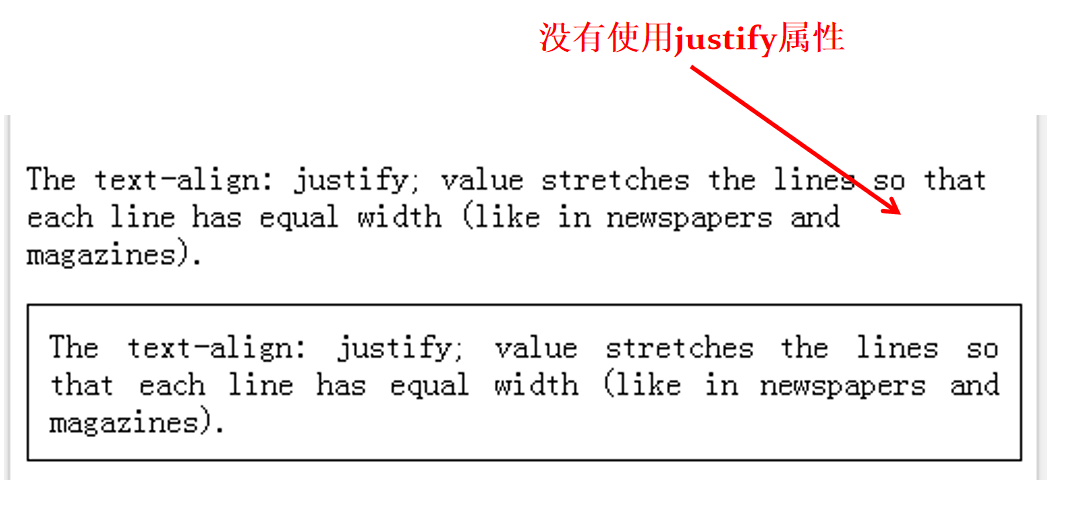 没有使用justify属性
The text-align: justify; value stretches the lines so that
each line has equal width (like in newspapers and
magazines).
The text-align: justify; value stretches the lines so
that each line has equal width (like in newspapers and
magazines).